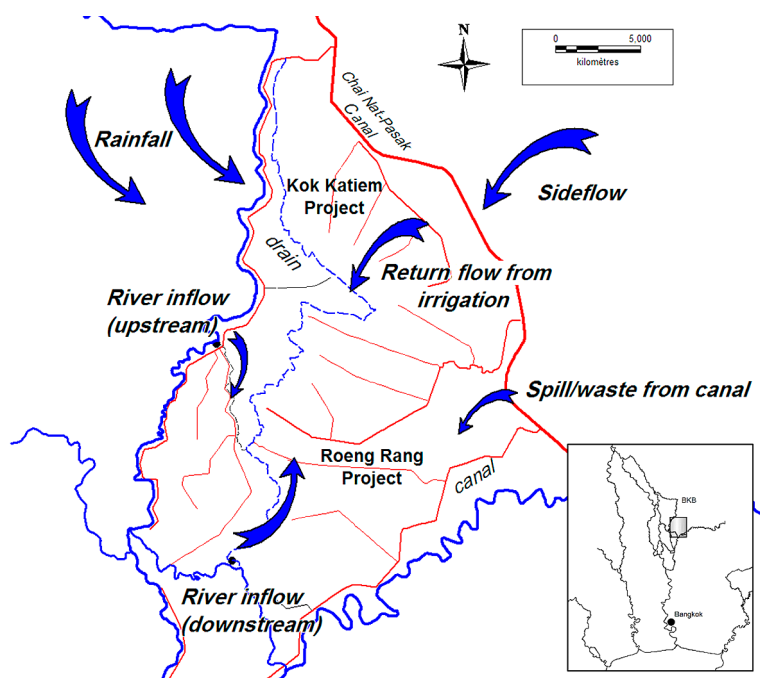 N
0 5,000
kilomètres
Chai Nat-Pasak
Canal
Rainfall
Sideflow
Kok Katiem
Project
drain
Return flow from
irrigation
River inflow
(upstream)
Spill/waste from canal
Roeng Rang
Project
canal
River inflow
(downstream)
BKB
Bangkok